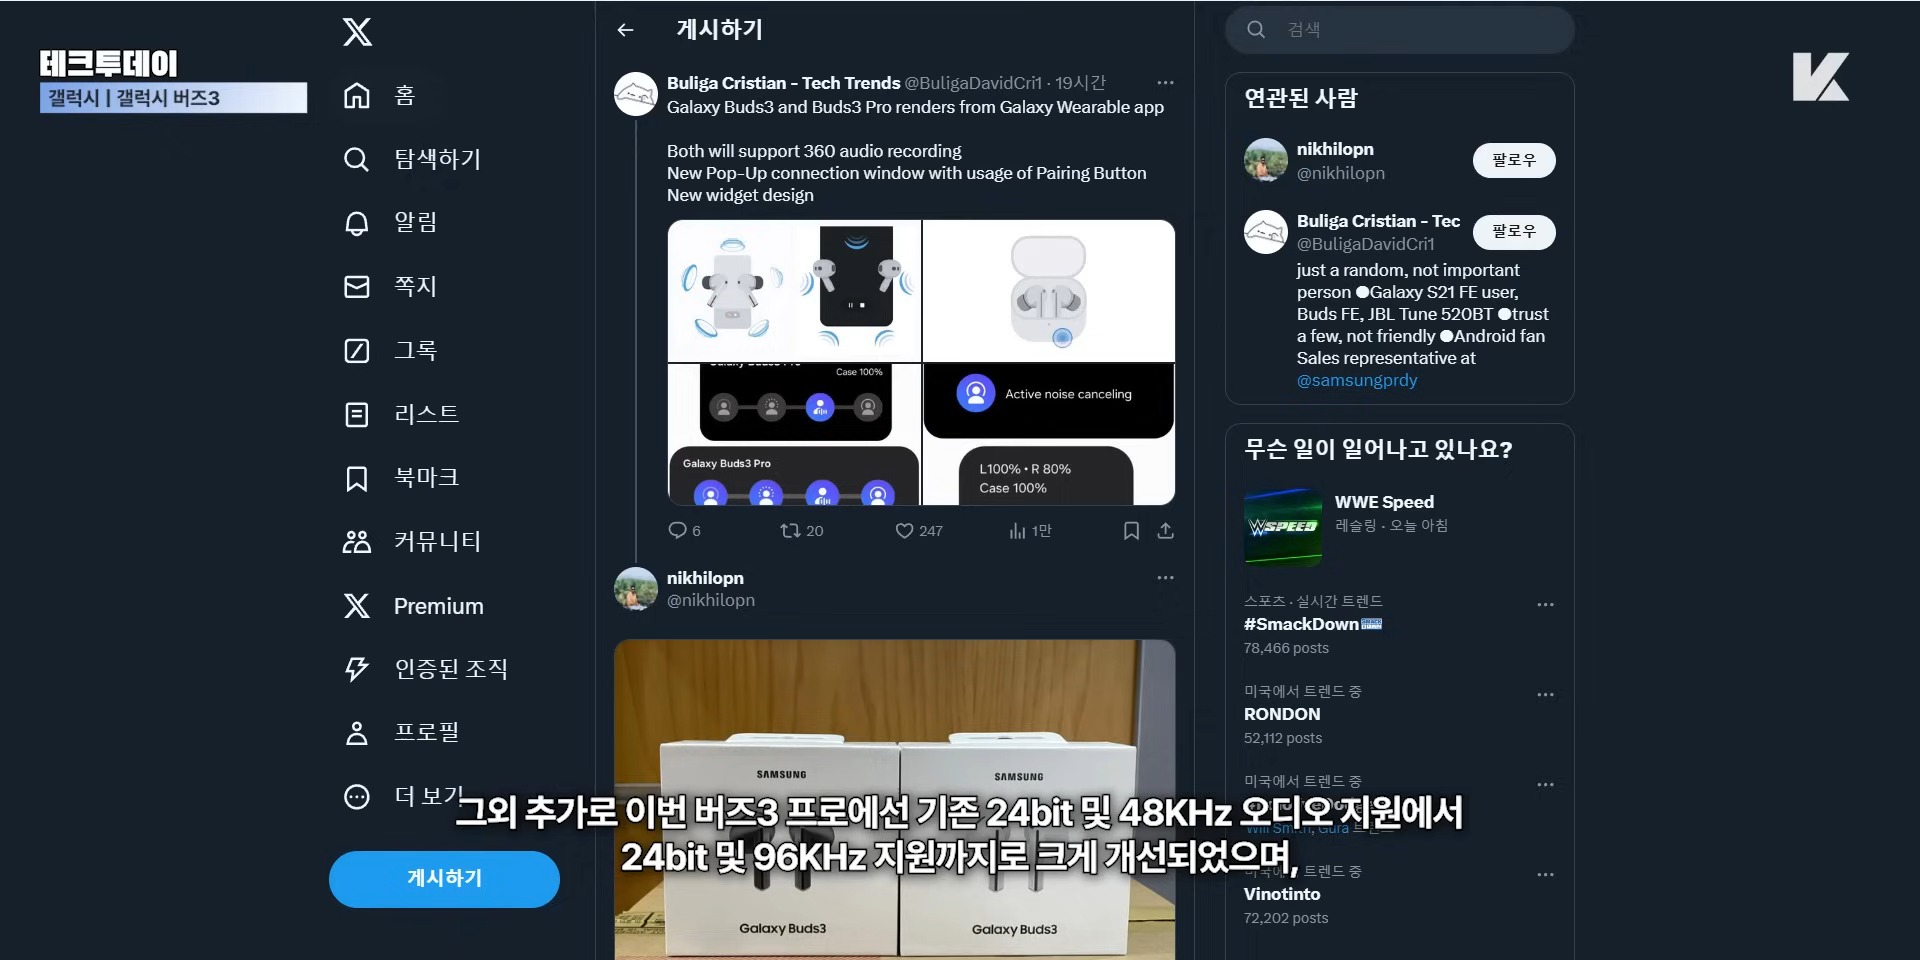 테크투데이
갤럭시 | 갤럭시 버즈3
홈
탐색하기
알림
쪽지
그록
리스트
북마크
커뮤니티
Premium
인증된 조직
프로필
더 보기
게시하기
게시하기
Buliga Cristian - Tech Trends @BuligaDavidCri1 · 19시간
Galaxy Buds3 and Buds3 Pro renders from Galaxy Wearable app
Both will support 360 audio recording
New Pop-Up connection window with usage of Pairing Button
New widget design
Case 100%
Galaxy Buds3 Pro
Active noise canceling
L100% • R 80%
Case 100%
6
20
247
1만
nikhilopn
@nikhilopn
SAMSUNG
SAMSUNG
Galaxy Buds3
Galaxy Buds3
그외 추가로 이번 버즈3 프로에선 기존 24bit 및 48KHz 오디오 지원에서
24bit 및 96KHz 지원까지로 크게 개선되었으며,
검색
연관된 사람
nikhilopn
@nikhilopn
팔로우
Buliga Cristian - Tec
@BuligaDavidCri1
팔로우
just a random, not important
person ●Galaxy S21 FE user,
Buds FE, JBL Tune 520BT ●trust
a few, not friendly ●Android fan
Sales representative at
@samsungprdy
무슨 일이 일어나고 있나요?
WWE Speed
레슬링 · 오늘 아침
SPEED
스포츠 · 실시간 트렌드
#SmackDown
78,466 posts
미국에서 트렌드 중
RONDON
52,112 posts
미국에서 트렌드 중
Will Smith, Gura 트렌드
트렌드 중
Vinotinto
72,202 posts